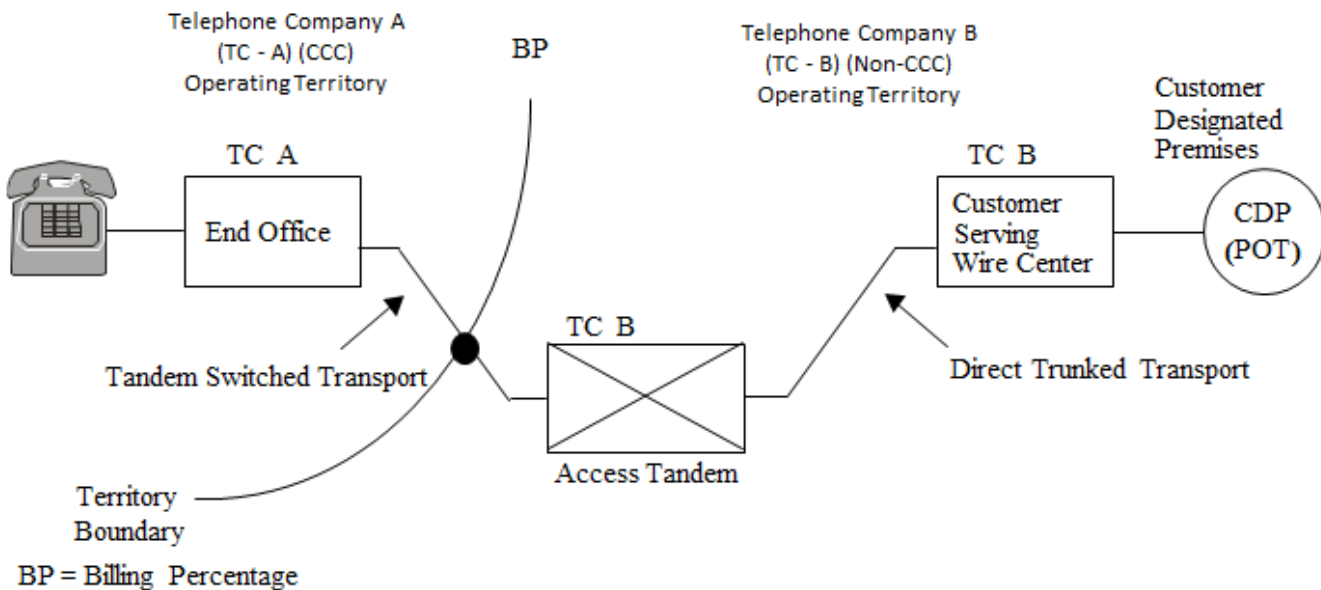 Telephone Company A
(TC - A) (CCC)
Operating Territory
BP
Telephone Company B
(TC - B) (Non-CCC)
Operating Territory
Customer
Designated
Premises
TC A
End Office
TC B
Customer
Serving
Wire Center
CDP
(POT)
TC B
Tandem Switched Transport
Direct Trunked Transport
Access Tandem
Territory
Boundary
BP = Billing Percentage